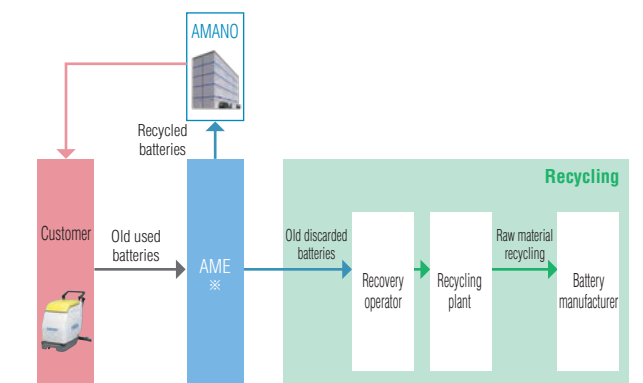 AMANO
Recycled
batteries
Recycling
Customer
Old used
batteries
AME
※
Old discarded
batteries
Recovery
operator
Recycling
plant
Raw material
recycling
Battery
manufacturer